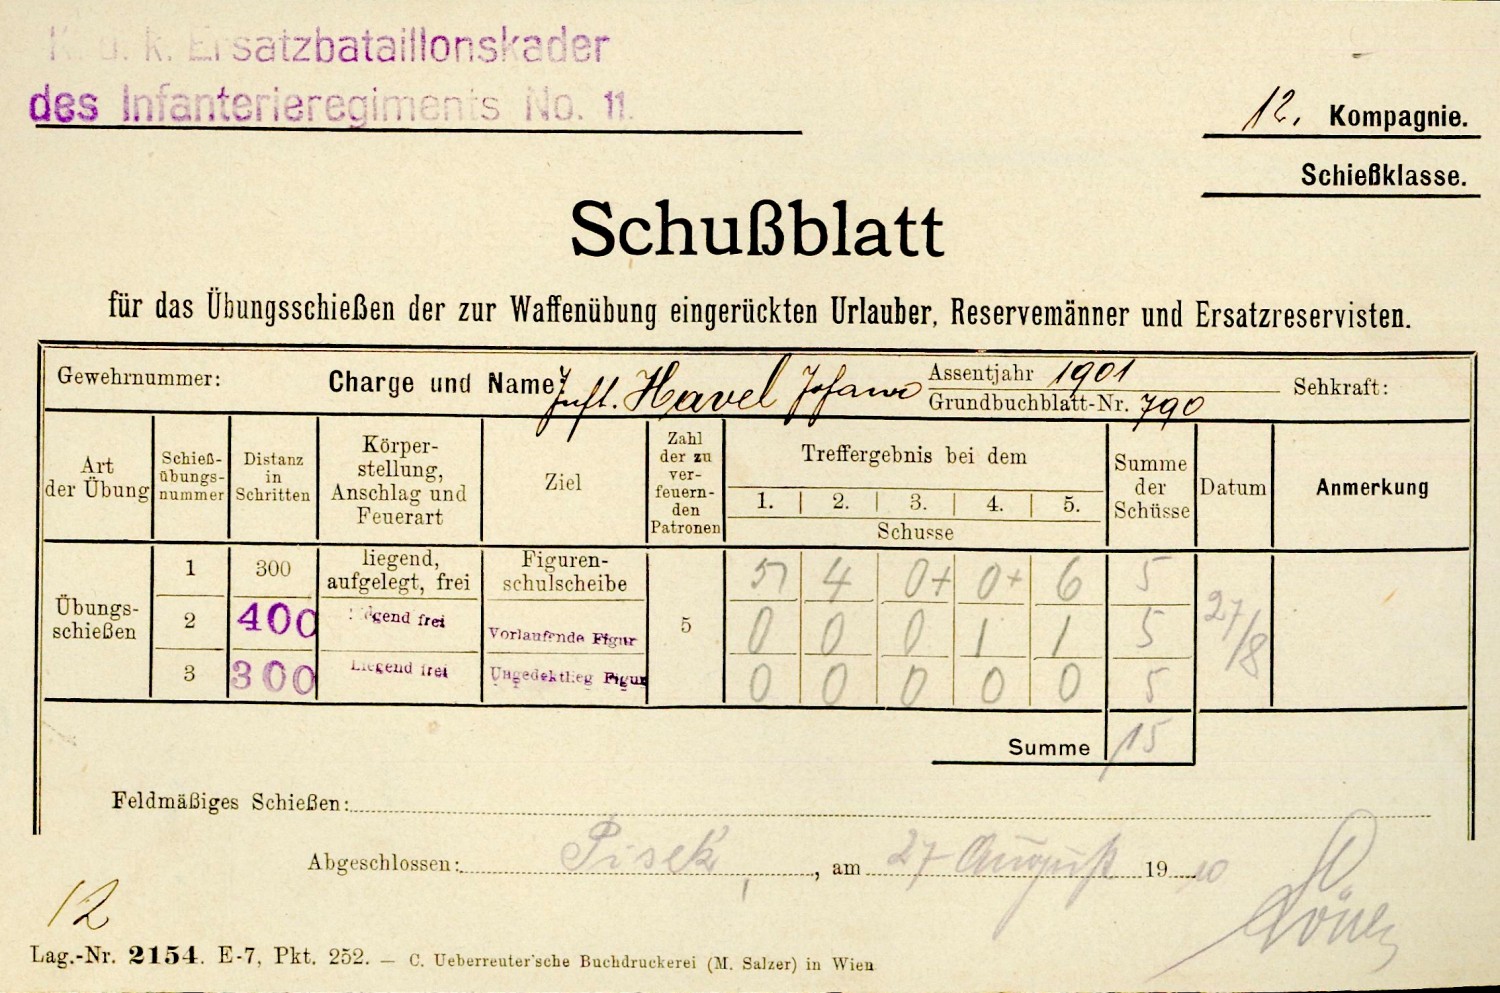 K. u. k. Ersatzbataillonskader
des Infanterieregiments No. 11.
12. Kompagnie.
Schießklasse.
Schußblatt
für das Übungsschießen der zur Waffenübung eingerückten Urlauber, Reservemänner und Ersatzreservisten.
Gewehrnummer: Charge und Name Inft. Havel Johann Assentjahr 1901 Sehkraft:
Grundbuchblatt-Nr. 790
Art der Übung
Schieß-übungs-nummer
Distanz in Schritten
Körper-stellung, Anschlag und Feuerart
Ziel
Zahl der zu ver-feuern-den Patronen
Treffergebnis bei dem
1. 2. 3. 4. 5.
Schusse
Summe der Schüsse
Datum
Anmerkung
Übungs-schießen
1 300 liegend, aufgelegt, frei Figuren-schulscheibe 5 4 0+ 0+ 6 5
2 400 Liegend frei Vorlaufende Figur 5 0 0 0 1 1 5 27/8
3 300 Liegend frei Ungedektlieg Figur 0 0 0 0 0 5
Summe 15
Feldmäßiges Schießen:
Abgeschlossen: Pisek, am 27 August 19 10
12
Lag.-Nr. 2154. E-7, Pkt. 252. — C. Ueberreuter'sche Buchdruckerei (M. Salzer) in Wien